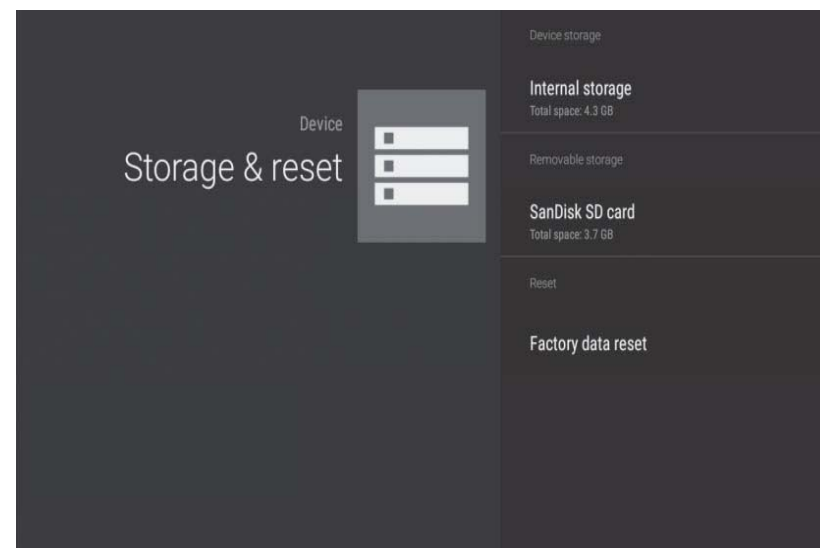 Device
Storage & reset
Device storage
Internal storage
Total space: 4.3 GB
Removable storage
SanDisk SD card
Total space: 3.7 GB
Reset
Factory data reset